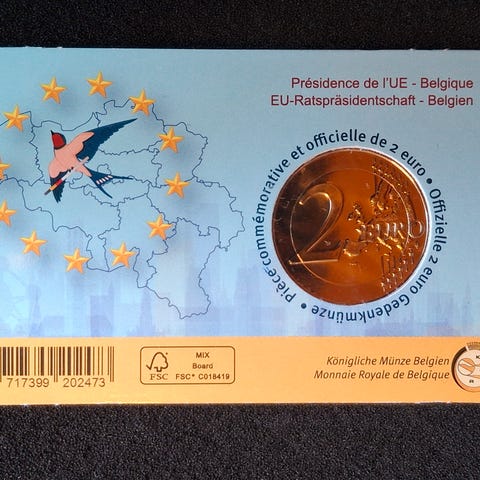 Présidence de l'UE - Belgique
EU-Ratspräsidentschaft - Belgien
Pièce commémorative et officielle de 2 euro • Offizielle 2 euro Gedenkmünze •
2 EURO
717399 202473
FSC
MIX
Board
FSC® C018419
Königliche Münze Belgien
Monnaie Royale de Belgique